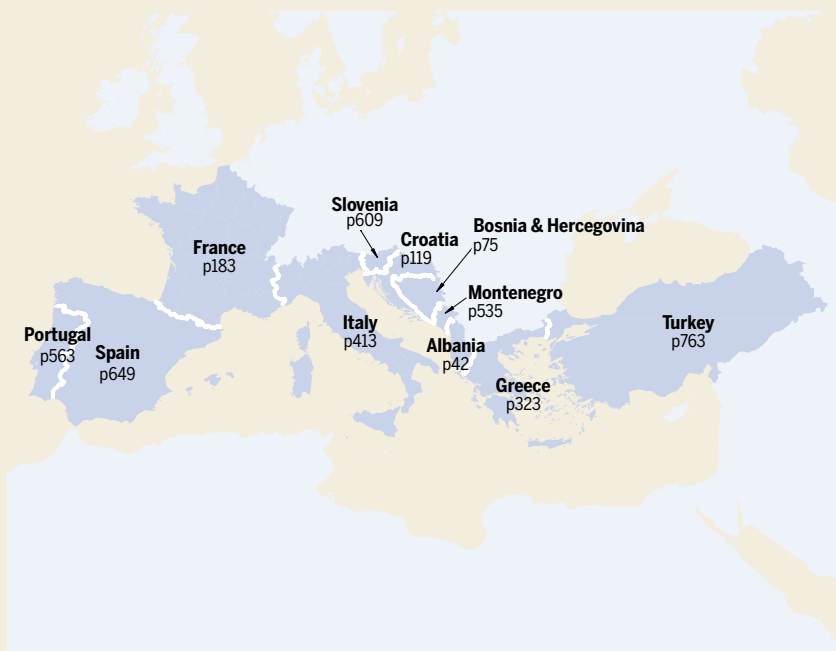 Slovenia
p609
Bosnia & Hercegovina
p75
Croatia
p119
France
p183
Montenegro
p535
Italy
p413
Turkey
p763
Portugal
p563
Spain
p649
Albania
p42
Greece
p323